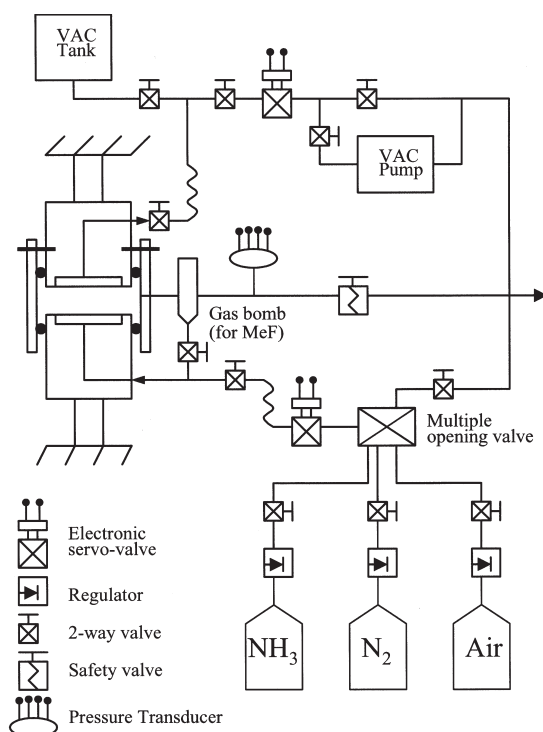 VAC
Tank
VAC
Pump
Gas bomb
(for MeF)
Multiple
opening valve
Electronic
servo-valve
Regulator
2-way valve
Safety valve
Pressure Transducer
NH₃
N₂
Air